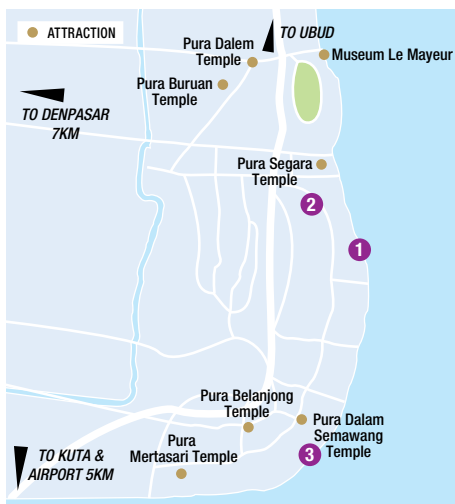 ATTRACTION
TO UBUD
Pura Dalem
Temple
Museum Le Mayeur
Pura Buruan
Temple
TO DENPASAR
7KM
Pura Segara
Temple
2
1
Pura Belanjong
Temple
Pura Dalam
Semawang
Temple
Pura
Mertasari Temple
3
TO KUTA &
AIRPORT 5KM